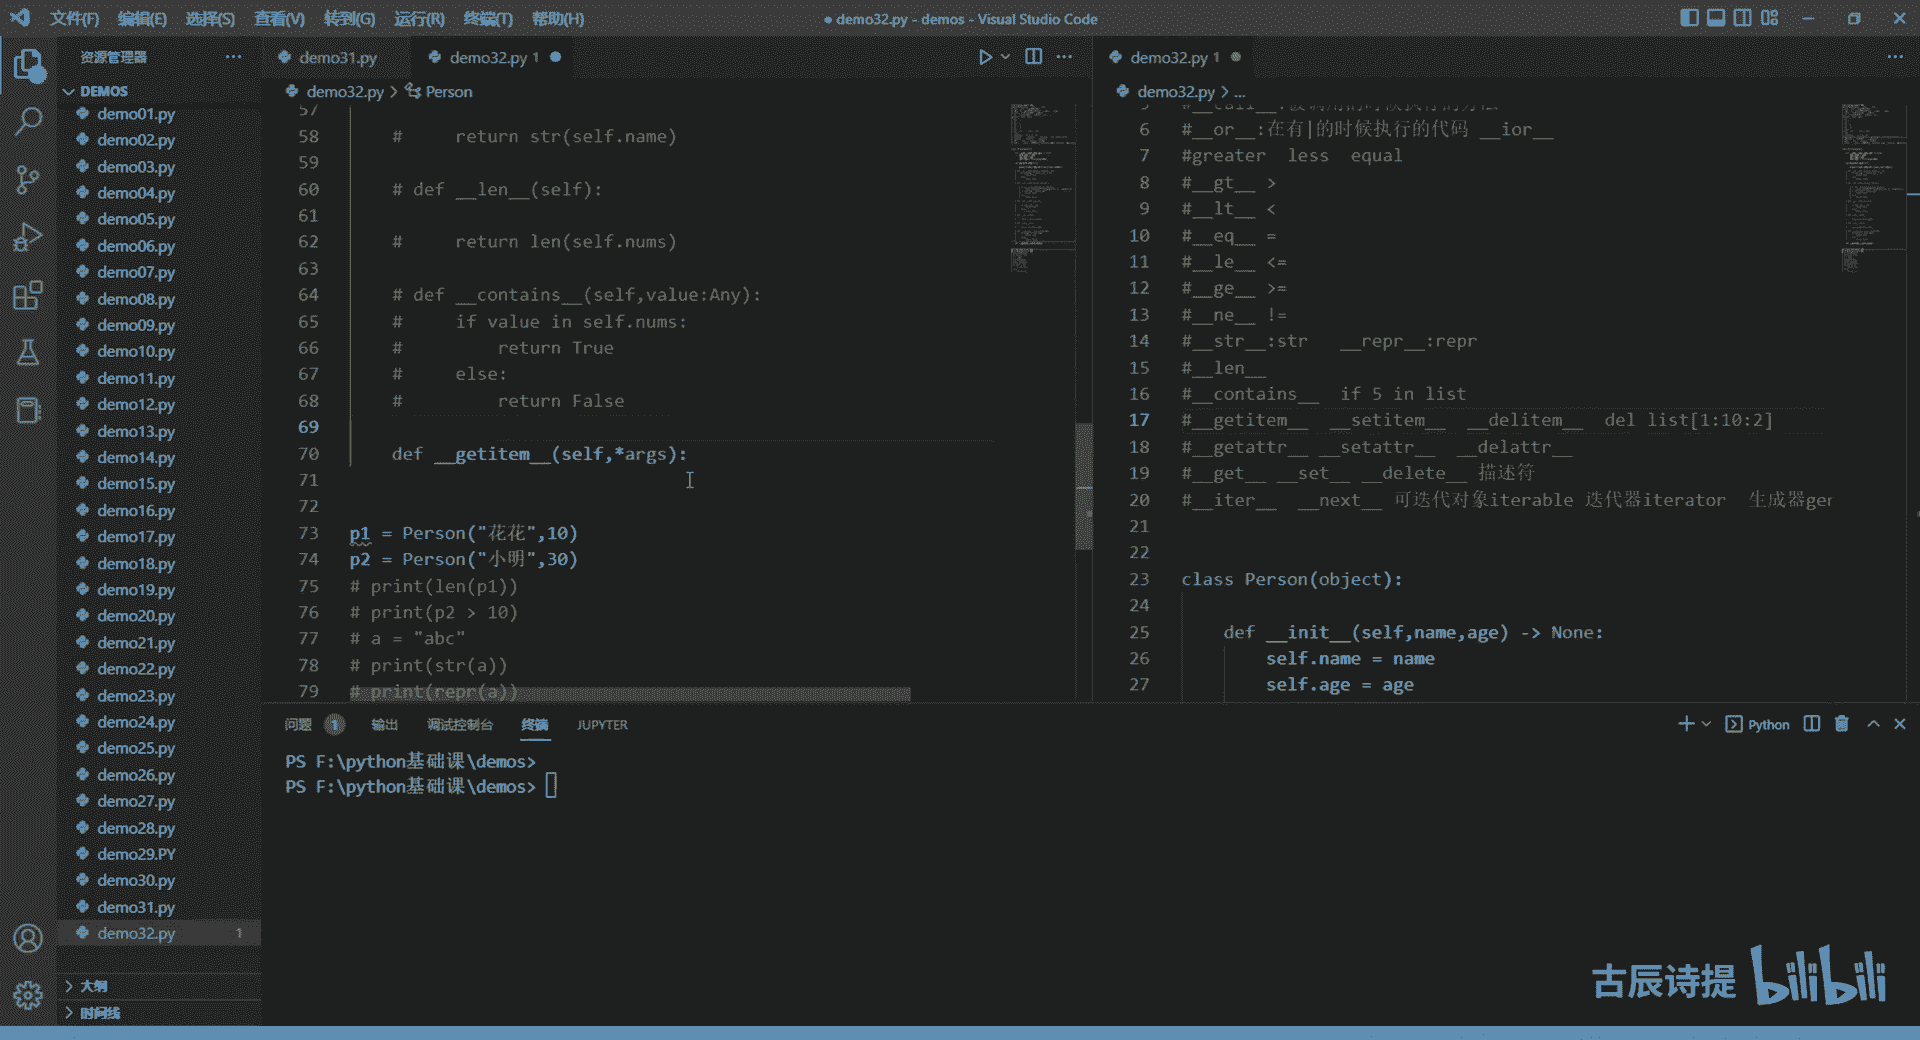 文件(F) 编辑(E) 选择(S) 查看(V) 转到(G) 运行(R) 终端(T) 帮助(H)
● demo32.py - demos - Visual Studio Code
资源管理器
DEMOS
demo01.py
demo02.py
demo03.py
demo04.py
demo05.py
demo06.py
demo07.py
demo08.py
demo09.py
demo10.py
demo11.py
demo12.py
demo13.py
demo14.py
demo15.py
demo16.py
demo17.py
demo18.py
demo19.py
demo20.py
demo21.py
demo22.py
demo23.py
demo24.py
demo25.py
demo26.py
demo27.py
demo28.py
demo29.PY
demo30.py
demo31.py
demo32.py 1
大纲
时间线
demo31.py demo32.py 1
demo32.py > Person
57
58 # return str(self.name)
59
60 # def __len__(self):
61
62 # return len(self.nums)
63
64 # def __contains__(self,value:Any):
65 # if value in self.nums:
66 # return True
67 # else:
68 # return False
69
70 def __getitem__(self,*args):
71
72
73 p1 = Person("花花",10)
74 p2 = Person("小明",30)
75 # print(len(p1))
76 # print(p2 > 10)
77 # a = "abc"
78 # print(str(a))
79 # print(repr(a))
demo32.py 1
demo32.py > ...
6 #__or__:在有|的时候执行的代码 __ior__
7 #greater less equal
8 #__gt__ >
9 #__lt__ <
10 #__eq__ =
11 #__le__ <=
12 #__ge__ >=
13 #__ne__ !=
14 #__str__:str __repr__:repr
15 #__len__
16 #__contains__ if 5 in list
17 #__getitem__ __setitem__ __delitem__ del list[1:10:2]
18 #__getattr__ __setattr__ __delattr__
19 #__get__ __set__ __delete__ 描述符
20 #__iter__ __next__ 可迭代对象iterable 迭代器iterator 生成器ger
21
22
23 class Person(object):
24
25 def __init__(self,name,age) -> None:
26 self.name = name
27 self.age = age
问题 1 输出 调试控制台 终端 JUPYTER
Python
PS F:\python基础课\demos>
PS F:\python基础课\demos>
古辰诗提 bilibili